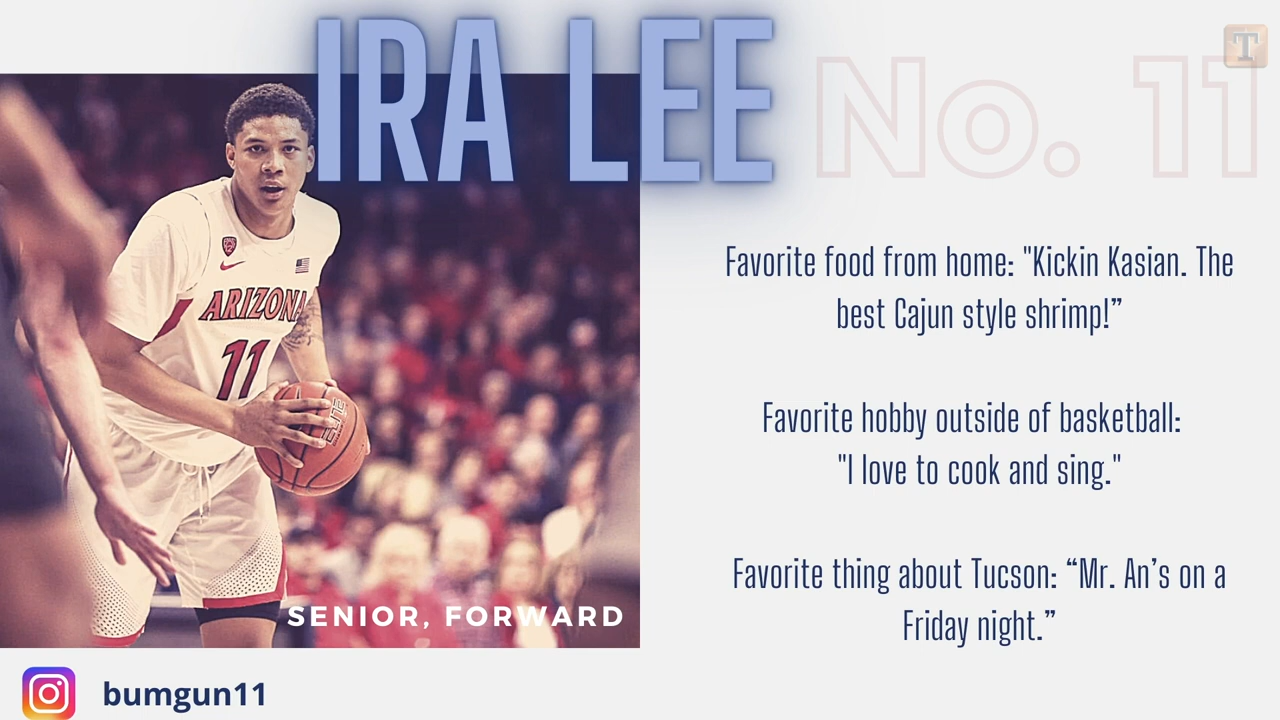 IRA LEE
No. 11
T
ARIZONA
11
Favorite food from home: "Kickin Kasian. The
best Cajun style shrimp!”
Favorite hobby outside of basketball:
"I love to cook and sing."
Favorite thing about Tucson: “Mr. An’s on a
Friday night.”
SENIOR, FORWARD
bumgun11